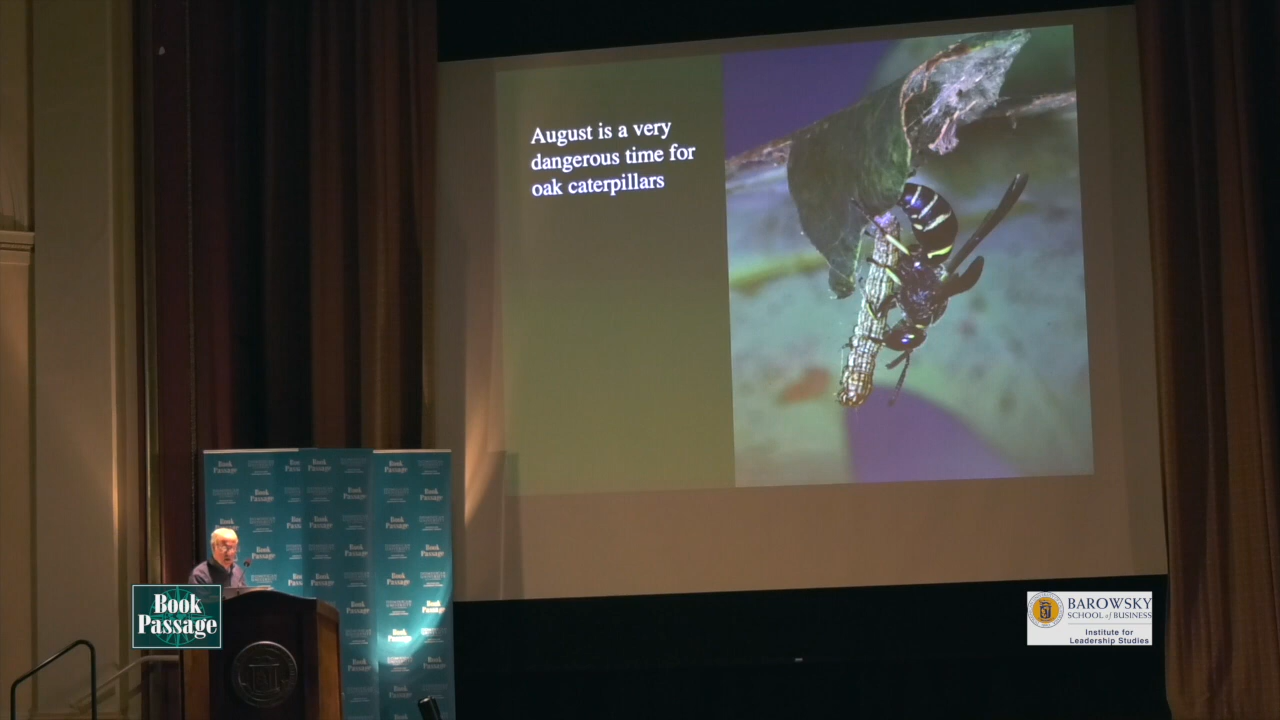 August is a very
dangerous time for
oak caterpillars
Book
Passage
BAROWSKY
SCHOOL of BUSINESS
Institute for
Leadership Studies